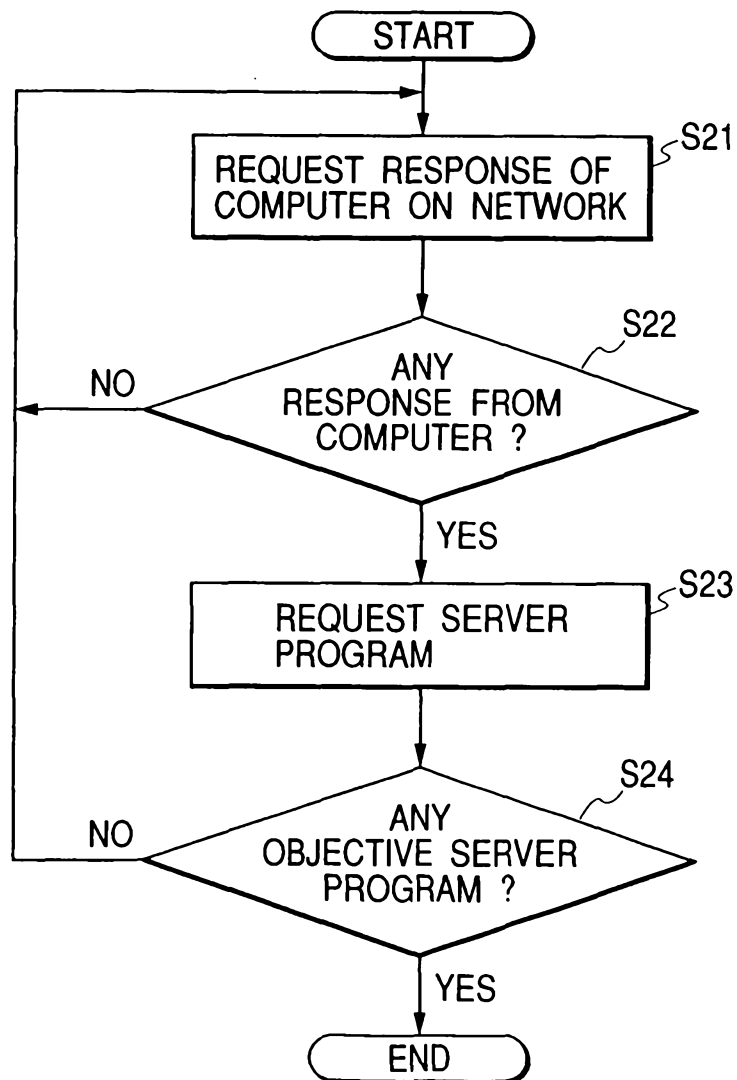 START
S21
REQUEST RESPONSE OF
COMPUTER ON NETWORK
S22
ANY
RESPONSE FROM
COMPUTER ?
NO
YES
S23
REQUEST SERVER
PROGRAM
S24
ANY
OBJECTIVE SERVER
PROGRAM ?
NO
YES
END